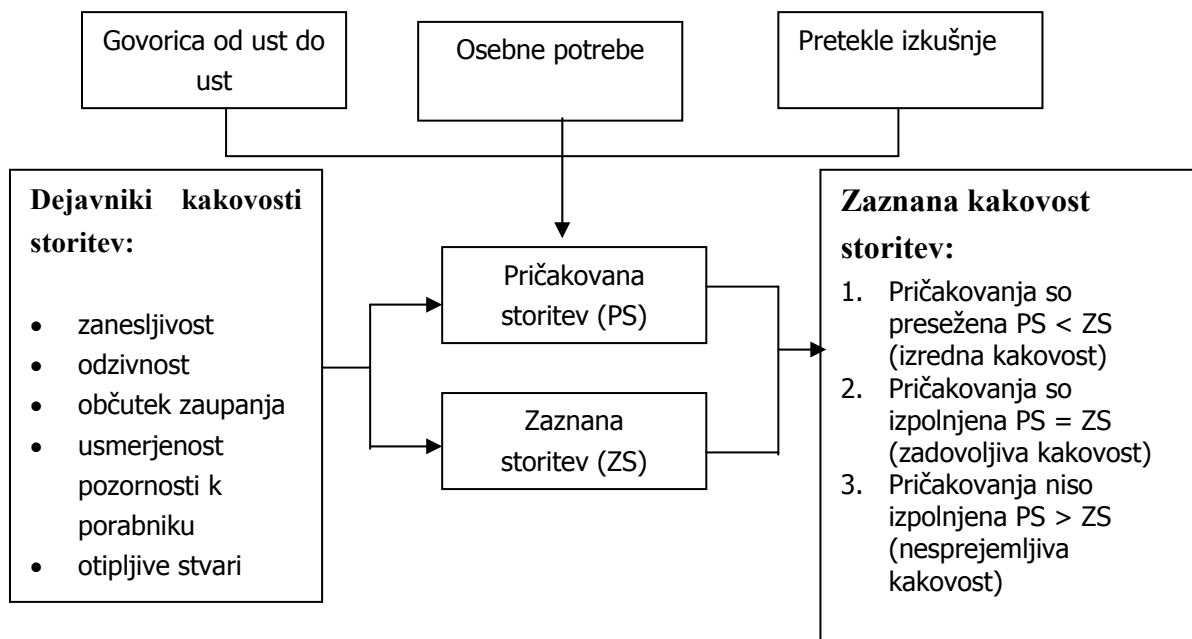 Govorica od ust do
ust
Osebne potrebe
Pretekle izkušnje
Dejavniki kakovosti
storitev:
• zanesljivost
• odzivnost
• občutek zaupanja
• usmerjenost
pozornosti k
porabniku
• otipljive stvari
Pričakovana
storitev (PS)
Zaznana
storitev (ZS)
Zaznana kakovost
storitev:
1. Pričakovanja so
presežena PS < ZS
(izredna kakovost)
2. Pričakovanja so
izpolnjena PS = ZS
(zadovoljiva kakovost)
3. Pričakovanja niso
izpolnjena PS > ZS
(nesprejemljiva
kakovost)